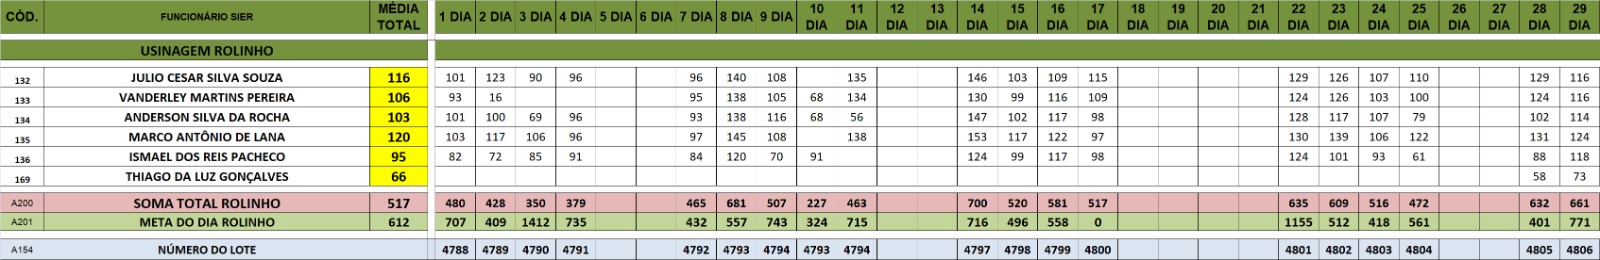 CÓD. FUNCIONÁRIO SIER MÉDIA TOTAL 1 DIA 2 DIA 3 DIA 4 DIA 5 DIA 6 DIA 7 DIA 8 DIA 9 DIA 10 DIA 11 DIA 12 DIA 13 DIA 14 DIA 15 DIA 16 DIA 17 DIA 18 DIA 19 DIA 20 DIA 21 DIA 22 DIA 23 DIA 24 DIA 25 DIA 26 DIA 27 DIA 28 DIA 29 DIA
USINAGEM ROLINHO
132 JULIO CESAR SILVA SOUZA 116 101 123 90 96 96 140 108 135 146 103 109 115 129 126 107 110 129 116
133 VANDERLEY MARTINS PEREIRA 106 93 16 95 138 105 68 134 130 99 116 109 124 126 103 100 124 116
134 ANDERSON SILVA DA ROCHA 103 101 100 69 96 93 138 116 68 56 147 102 117 98 128 117 107 79 102 114
135 MARCO ANTÔNIO DE LANA 120 103 117 106 96 97 145 108 138 153 117 122 97 130 139 106 122 131 124
136 ISMAEL DOS REIS PACHECO 95 82 72 85 91 84 120 70 91 124 99 117 98 124 101 93 61 88 118
169 THIAGO DA LUZ GONÇALVES 66 58 73
A200 SOMA TOTAL ROLINHO 517 480 428 350 379 465 681 507 227 463 700 520 581 517 635 609 516 472 632 661
A201 META DO DIA ROLINHO 612 707 409 1412 735 432 557 743 324 715 716 496 558 0 1155 512 418 561 401 771
A154 NÚMERO DO LOTE 4788 4789 4790 4791 4792 4793 4794 4793 4794 4797 4798 4799 4800 4801 4802 4803 4804 4805 4806